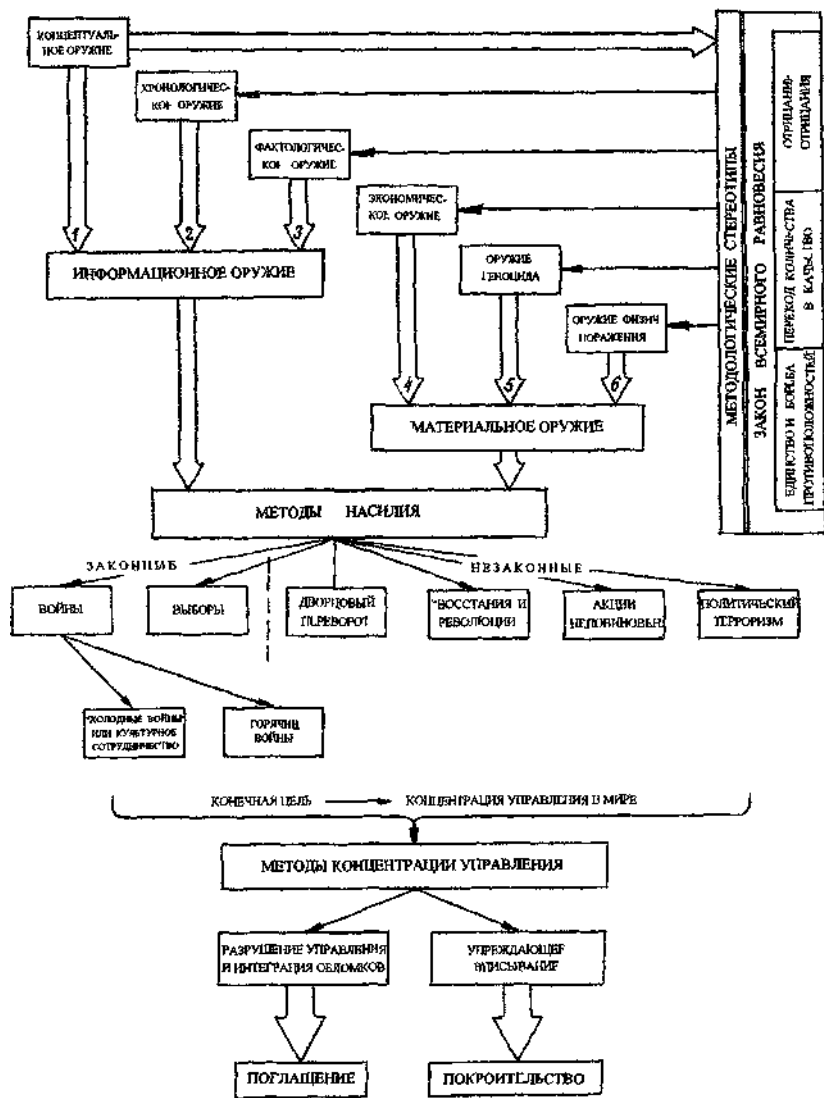 КОНЦЕПТУАЛЬ-
НОЕ ОРУЖИЕ
ХРОНОЛОГИЧЕС-
КОЕ ОРУЖИЕ
ФАКТОЛОГИЧЕС-
КОЕ ОРУЖИЕ
ЭКОНОМИЧЕС-
КОЕ ОРУЖИЕ
ОРУЖИЕ
ГЕНОЦИДА
ОРУЖИЕ ФИЗИЧ
ПОРАЖЕНИЯ
1
2
3
ИНФОРМАЦИОННОЕ ОРУЖИЕ
4
5
6
МАТЕРИАЛЬНОЕ ОРУЖИЕ
МЕТОДОЛОГИЧЕСКИЕ СТЕРЕОТИПЫ
ЗАКОН ВСЕМИРНОГО РАВНОВЕСИЯ
ОТРИЦАНИЕ-
ОТРИЦАНИЯ
ПЕРЕХОД КОЛИЧЕСТВА
В КАЧЕСТВО
ЕДИНСТВО И БОРЬБА
ПРОТИВОПОЛОЖНОСТЕЙ
МЕТОДЫ НАСИЛИЯ
ЗАКОННЫЕ
НЕЗАКОННЫЕ
ВОЙНЫ
ВЫБОРЫ
ДВОРЦОВЫЙ
ПЕРЕВОРОТ
ВОССТАНИЯ И
РЕВОЛЮЦИИ
АКЦИИ
НЕПОВИНОВЕН
ПОЛИТИЧЕСКИЙ
ТЕРРОРИЗМ
"ХОЛОДНЫЕ ВОЙНЫ
ИЛИ КУЛЬТУРНОЕ
СОТРУДНИЧЕСТВО
ГОРЯЧИЕ
ВОЙНЫ
КОНЕЧНАЯ ЦЕЛЬ КОНЦЕНТРАЦИЯ УПРАВЛЕНИЯ В МИРЕ
МЕТОДЫ КОНЦЕНТРАЦИИ УПРАВЛЕНИЯ
РАЗРУШЕНИЕ УПРАВЛЕНИЯ
И ИНТЕГРАЦИЯ ОБЛОМКОВ
УПРЕЖДАЮЩЕЕ
ВПИСЫВАНИЕ
ПОГЛАЩЕНИЕ
ПОКРОИТЕЛЬСТВО